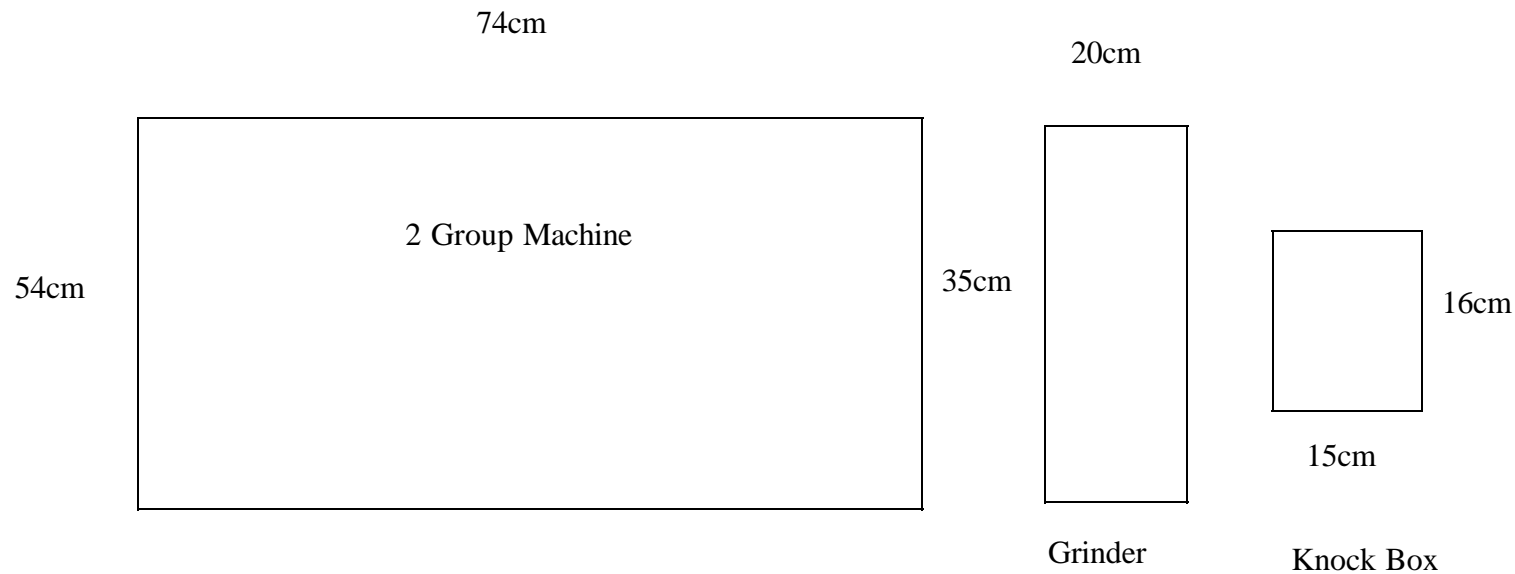 74cm
20cm
2 Group Machine
54cm
35cm
16cm
15cm
Grinder
Knock Box